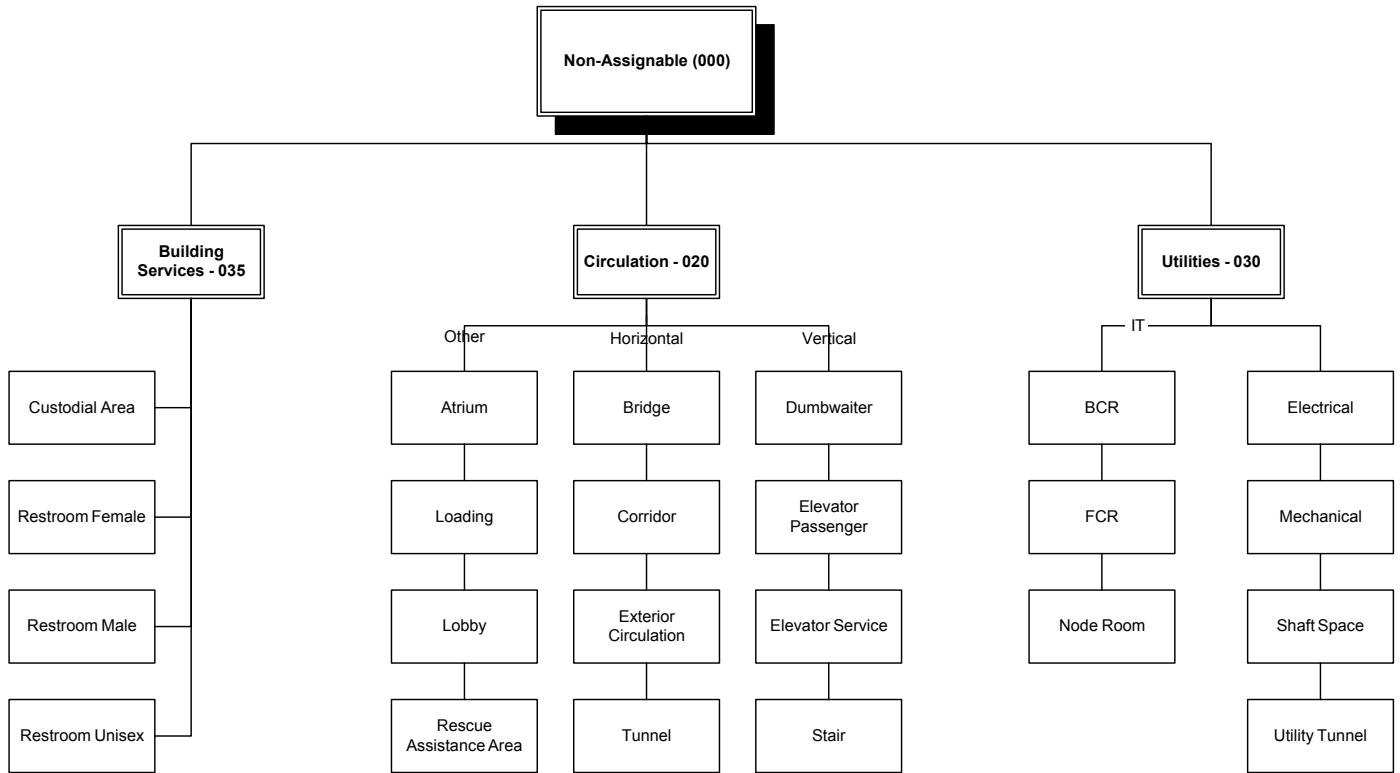 Non-Assignable (000)
Building
Services - 035
Circulation - 020
Utilities - 030
Other
Horizontal
Vertical
IT
Custodial Area
Atrium
Bridge
Dumbwaiter
BCR
Electrical
Restroom Female
Loading
Corridor
Elevator
Passenger
FCR
Mechanical
Restroom Male
Lobby
Exterior
Circulation
Elevator Service
Node Room
Shaft Space
Restroom Unisex
Rescue
Assistance Area
Tunnel
Stair
Utility Tunnel